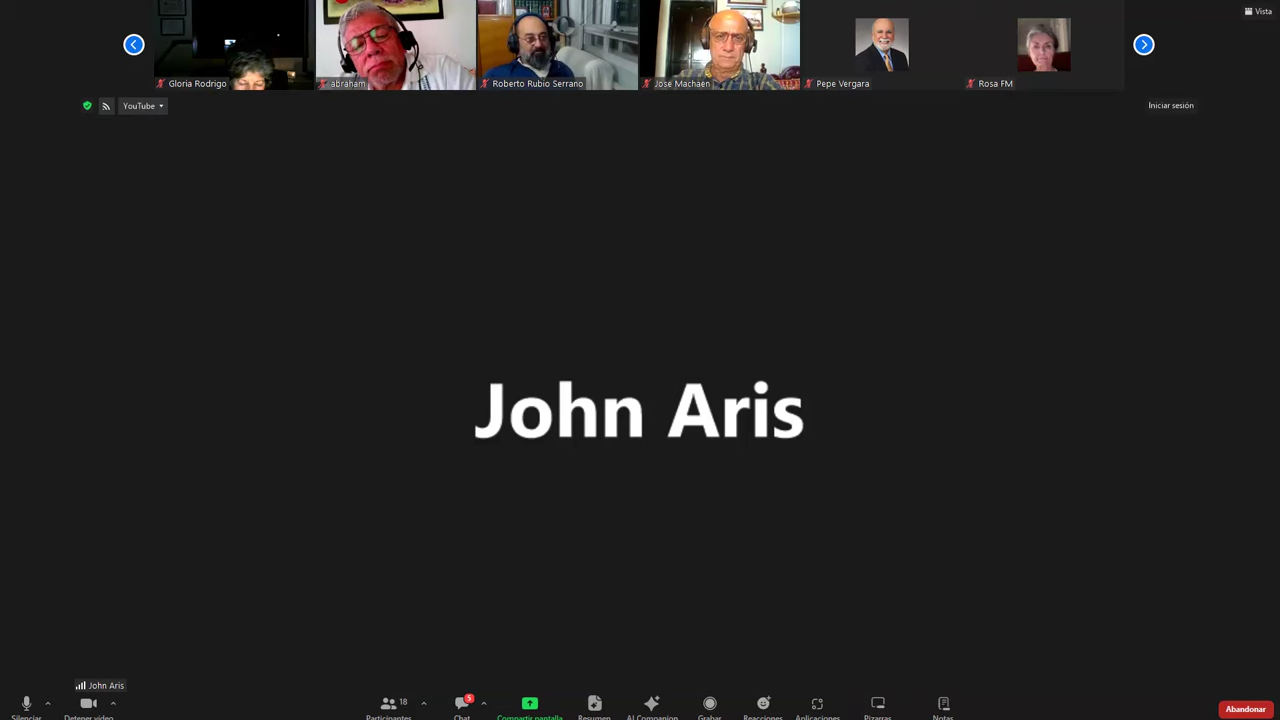 Vista
Gloria Rodrigo
abraham
Roberto Rubio Serrano
Jose Machaen
Pepe Vergara
Rosa FM
YouTube
Iniciar sesión
John Aris
John Aris
18
5
Silenciar
Detener video
Participantes
Chat
Compartir pantalla
Resumen
AI Companion
Grabar
Reacciones
Aplicaciones
Pizarras
Notas
Abandonar